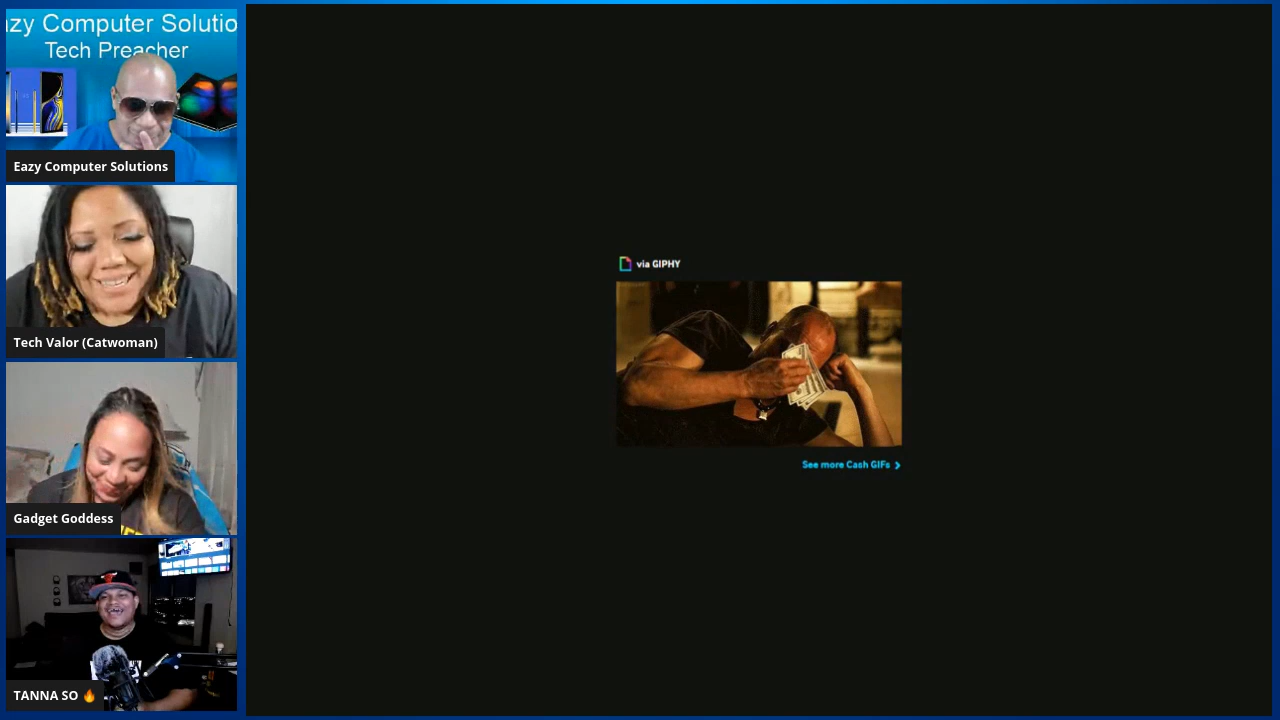 azy Computer Solutio
Tech Preacher
Eazy Computer Solutions
Tech Valor (Catwoman)
Gadget Goddess
TANNA SO 🔥
via GIPHY
See more Cash GIFs